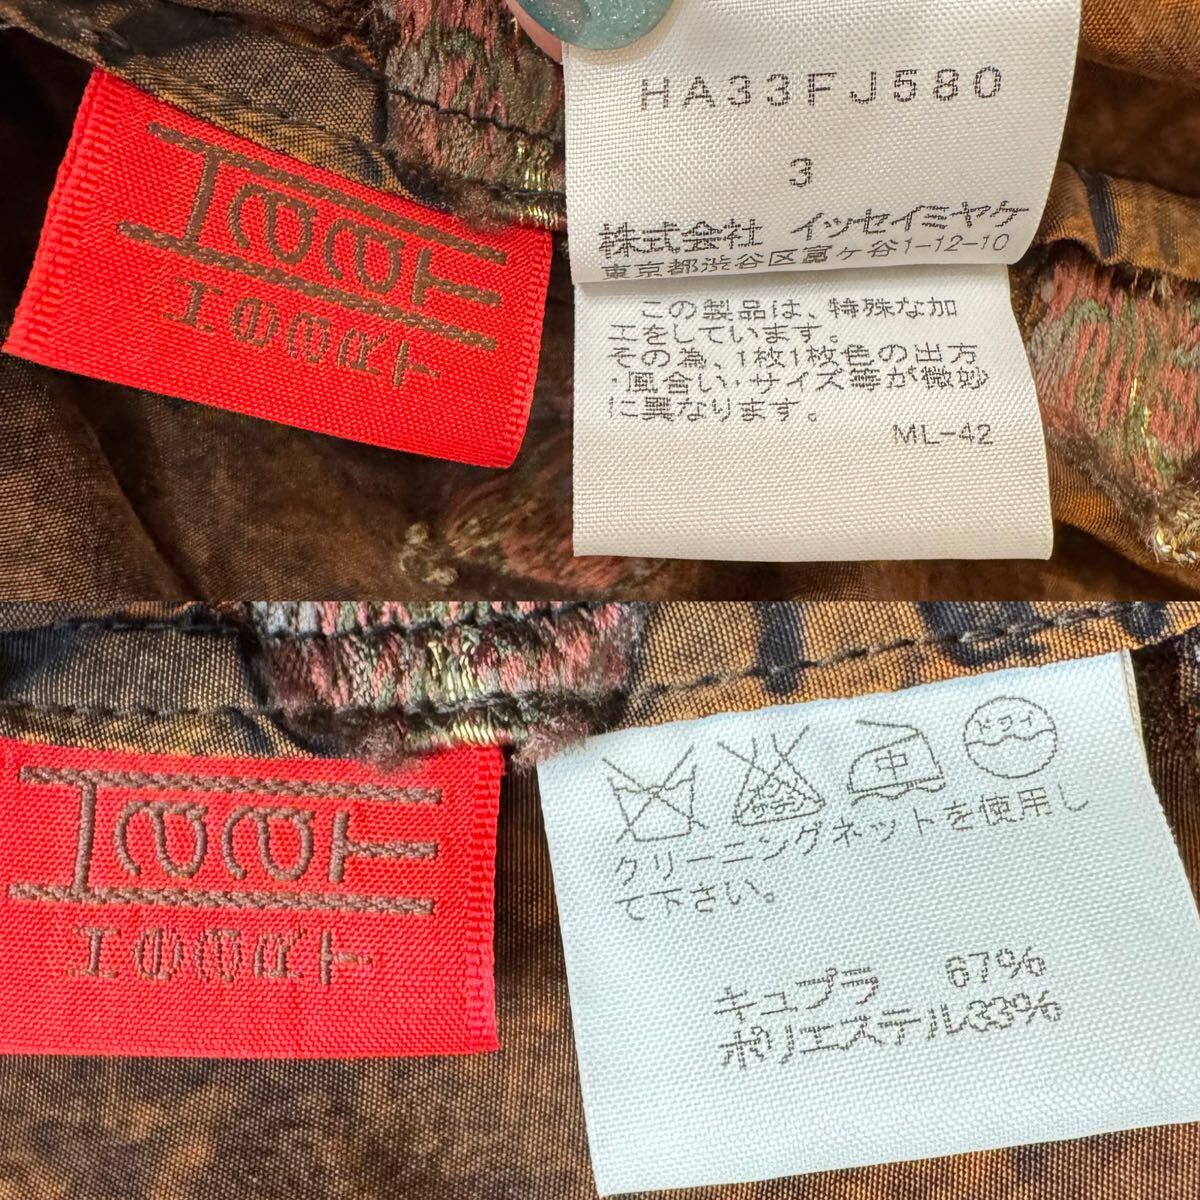 HA33FJ580
3
株式会社 イッセイミヤケ
東京都渋谷区富ヶ谷1-12-10
この製品は、特殊な加
工をしています。
その為、1枚1枚色の出方
・風合い・サイズ等が微妙
に異なります。
ML-42
HaaT
HeaRT
HaaT
HeaRT
中
ドライ
クリーニングネットを使用し
て下さい。
キュプラ 67%
ポリエステル33%